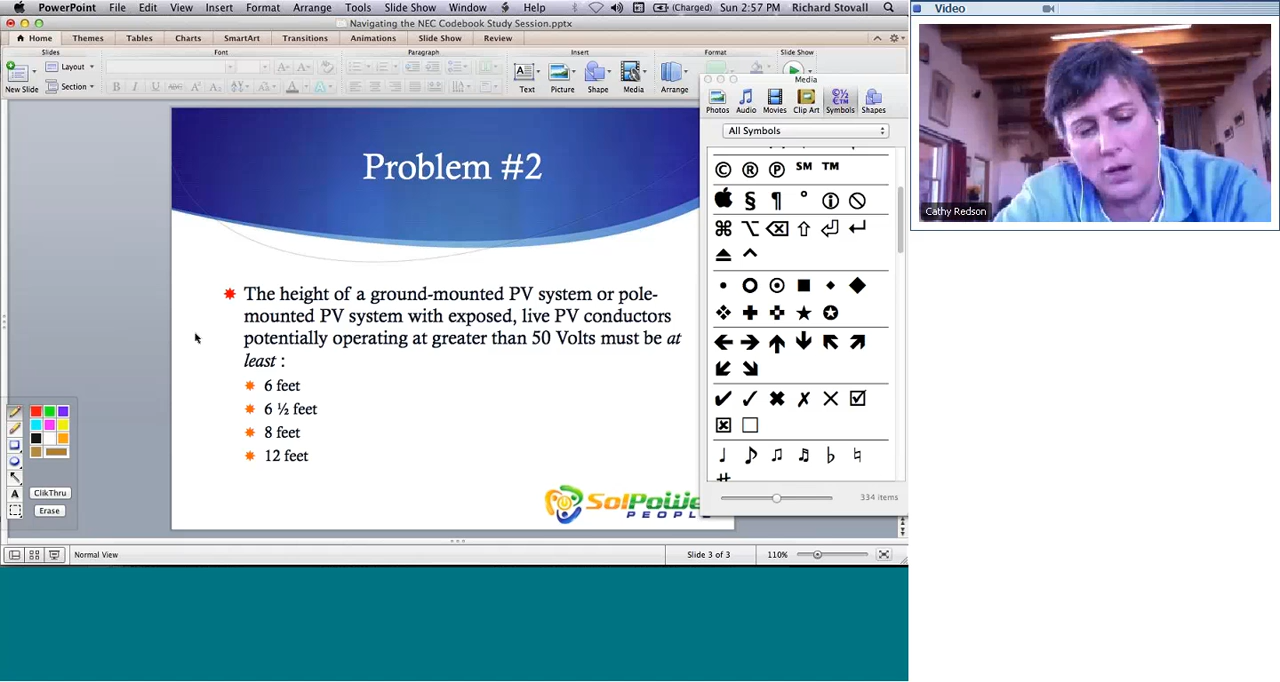 PowerPoint File Edit View Insert Format Arrange Tools Slide Show Window Help (Charged) Sun 2:57 PM Richard Stovall
Navigating the NEC Codebook Study Session.pptx
Home Themes Tables Charts SmartArt Transitions Animations Slide Show Review
Slides Font Paragraph Insert Format Slide Show
New Slide Layout Section Text Picture Shape Media Arrange
Media
Photos Audio Movies Clip Art Symbols Shapes
All Symbols
© ® ℗ SM TM
§ ¶ °
334 items
Problem #2
The height of a ground-mounted PV system or pole-
mounted PV system with exposed, live PV conductors
potentially operating at greater than 50 Volts must be at
least :
6 feet
6 ½ feet
8 feet
12 feet
SolPowe
PEOPL
ClikThru
Erase
Normal View Slide 3 of 3 110%
Video
Cathy Redson